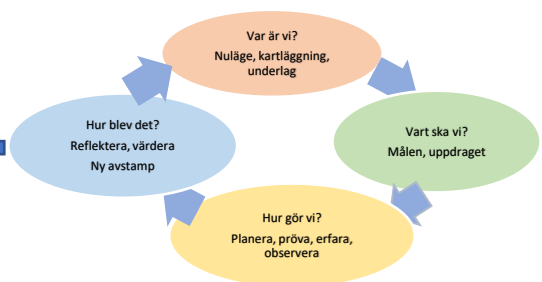 Var är vi?
Nuläge, kartläggning,
underlag
Vart ska vi?
Målen, uppdraget
Hur gör vi?
Planera, pröva, erfara,
observera
Hur blev det?
Reflektera, värdera
Ny avstamp